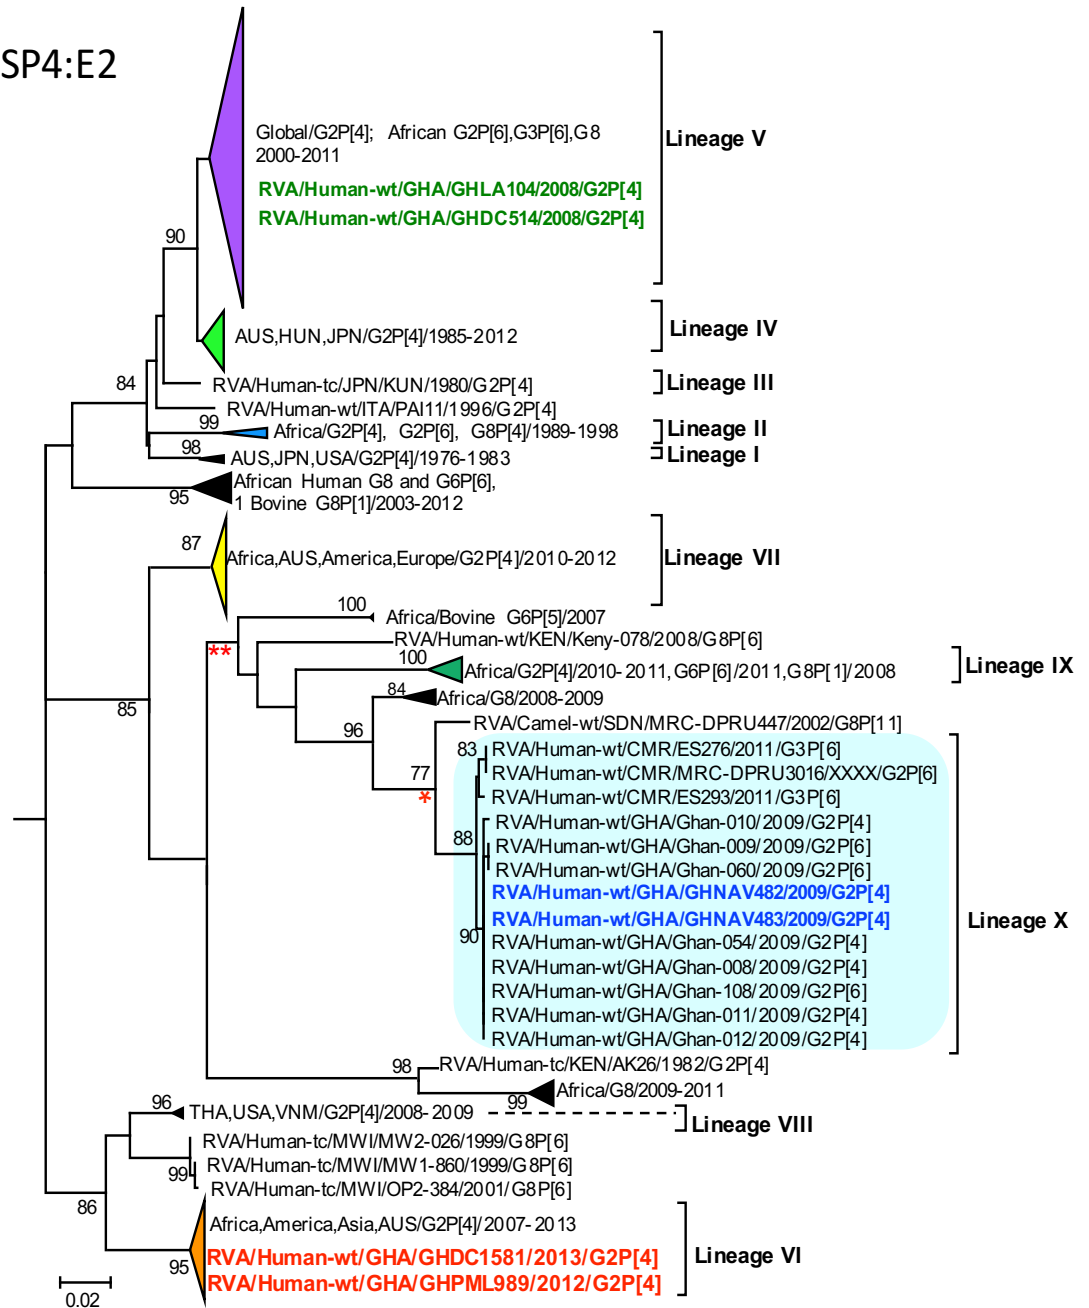 SP4:E2
Global/G2P[4]; African G2P[6],G3P[6],G8
2000-2011
Lineage V
RVA/Human-wt/GHA/GHLA104/2008/G2P[4]
RVA/Human-wt/GHA/GHDC514/2008/G2P[4]
90
AUS,HUN,JPN/G2P[4]/1985-2012
Lineage IV
84
RVA/Human-tc/JPN/KUN/1980/G2P[4]
Lineage III
RVA/Human-wt/ITA/PAI11/1996/G2P[4]
99
Africa/G2P[4], G2P[6], G8P[4]/1989-1998
Lineage II
98
AUS,JPN,USA/G2P[4]/1976-1983
Lineage I
95
African Human G8 and G6P[6],
1 Bovine G8P[1]/2003-2012
87
Africa,AUS,America,Europe/G2P[4]/2010-2012
Lineage VII
100
Africa/Bovine G6P[5]/2007
**
RVA/Human-wt/KEN/Keny-078/2008/G8P[6]
100
Africa/G2P[4]/2010-2011,G6P[6]/2011,G8P[1]/2008
Lineage IX
84
Africa/G8/2008-2009
85
96
RVA/Camel-wt/SDN/MRC-DPRU447/2002/G8P[11]
83
RVA/Human-wt/CMR/ES276/2011/G3P[6]
77
RVA/Human-wt/CMR/MRC-DPRU3016/XXXX/G2P[6]
*
RVA/Human-wt/CMR/ES293/2011/G3P[6]
RVA/Human-wt/GHA/Ghan-010/2009/G2P[4]
88
RVA/Human-wt/GHA/Ghan-009/2009/G2P[6]
RVA/Human-wt/GHA/Ghan-060/2009/G2P[6]
RVA/Human-wt/GHA/GHNAV482/2009/G2P[4]
RVA/Human-wt/GHA/GHNAV483/2009/G2P[4]
Lineage X
90
RVA/Human-wt/GHA/Ghan-054/2009/G2P[4]
RVA/Human-wt/GHA/Ghan-008/2009/G2P[4]
RVA/Human-wt/GHA/Ghan-108/2009/G2P[6]
RVA/Human-wt/GHA/Ghan-011/2009/G2P[4]
RVA/Human-wt/GHA/Ghan-012/2009/G2P[4]
98
RVA/Human-tc/KEN/AK26/1982/G2P[4]
99
Africa/G8/2009-2011
96
THA,USA,VNM/G2P[4]/2008-2009
Lineage VIII
RVA/Human-tc/MWI/MW2-026/1999/G8P[6]
RVA/Human-tc/MWI/MW1-860/1999/G8P[6]
99
RVA/Human-tc/MWI/OP2-384/2001/G8P[6]
86
Africa,America,Asia,AUS/G2P[4]/2007-2013
95
RVA/Human-wt/GHA/GHDC1581/2013/G2P[4]
Lineage VI
RVA/Human-wt/GHA/GHPML989/2012/G2P[4]
0.02